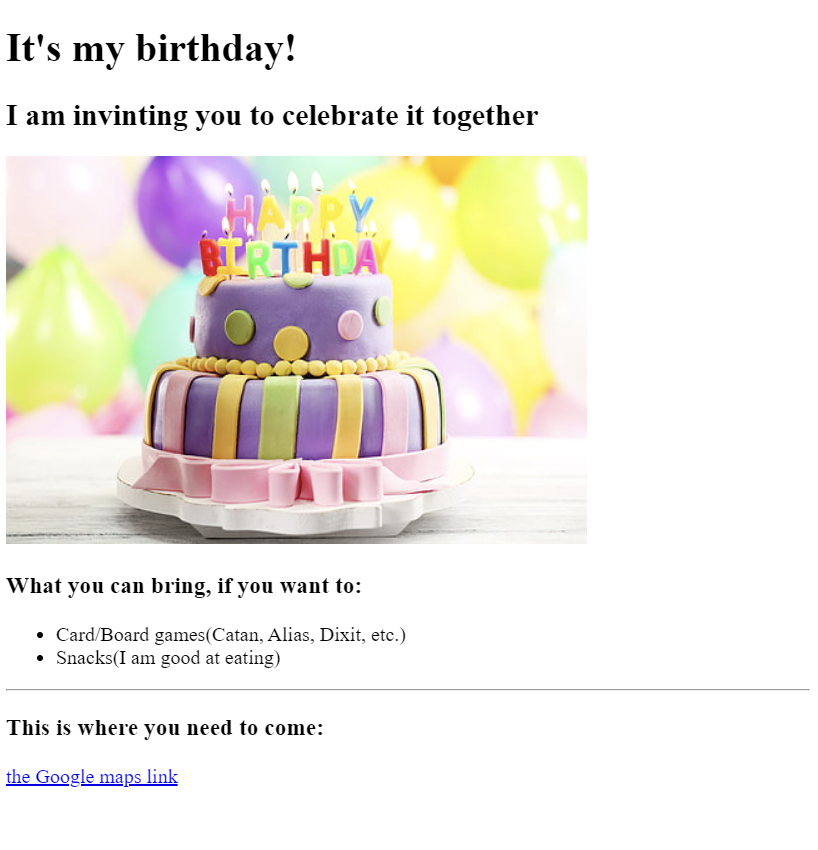 It's my birthday!
I am invinting you to celebrate it together
HAPPY
BIRTHDAY
What you can bring, if you want to:
Card/Board games(Catan, Alias, Dixit, etc.)
Snacks(I am good at eating)
This is where you need to come:
the Google maps link